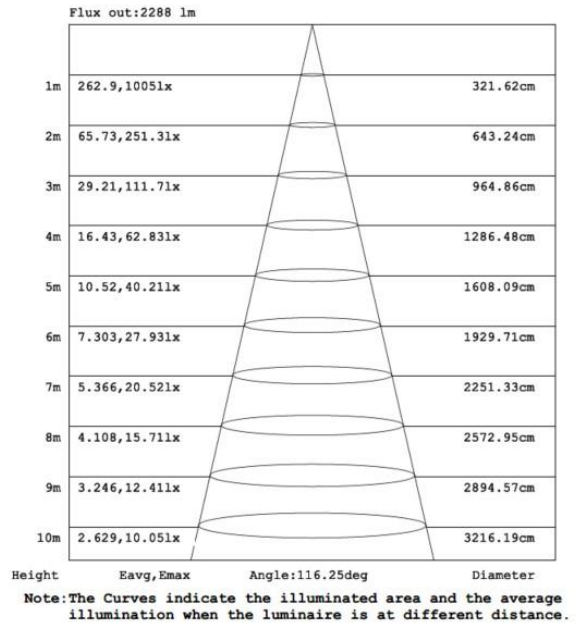 Flux out:2288 lm
1m 262.9,1005lx 321.62cm
2m 65.73,251.3lx 643.24cm
3m 29.21,111.7lx 964.86cm
4m 16.43,62.83lx 1286.48cm
5m 10.52,40.21lx 1608.09cm
6m 7.303,27.93lx 1929.71cm
7m 5.366,20.52lx 2251.33cm
8m 4.108,15.71lx 2572.95cm
9m 3.246,12.41lx 2894.57cm
10m 2.629,10.05lx 3216.19cm
Height Eavg,Emax Angle:116.25deg Diameter
Note:The Curves indicate the illuminated area and the average
illumination when the luminaire is at different distance.